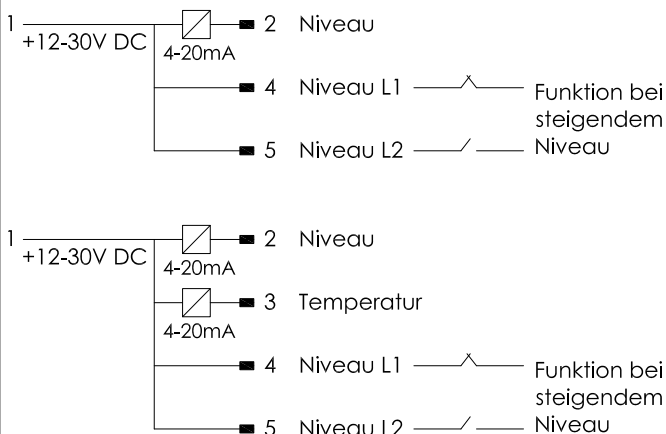 1 +12-30V DC 4-20mA 2 Niveau
4 Niveau L1 Funktion bei
steigendem
5 Niveau L2 Niveau
1 +12-30V DC 4-20mA 2 Niveau
4-20mA 3 Temperatur
4 Niveau L1 Funktion bei
steigendem
5 Niveau L2 Niveau